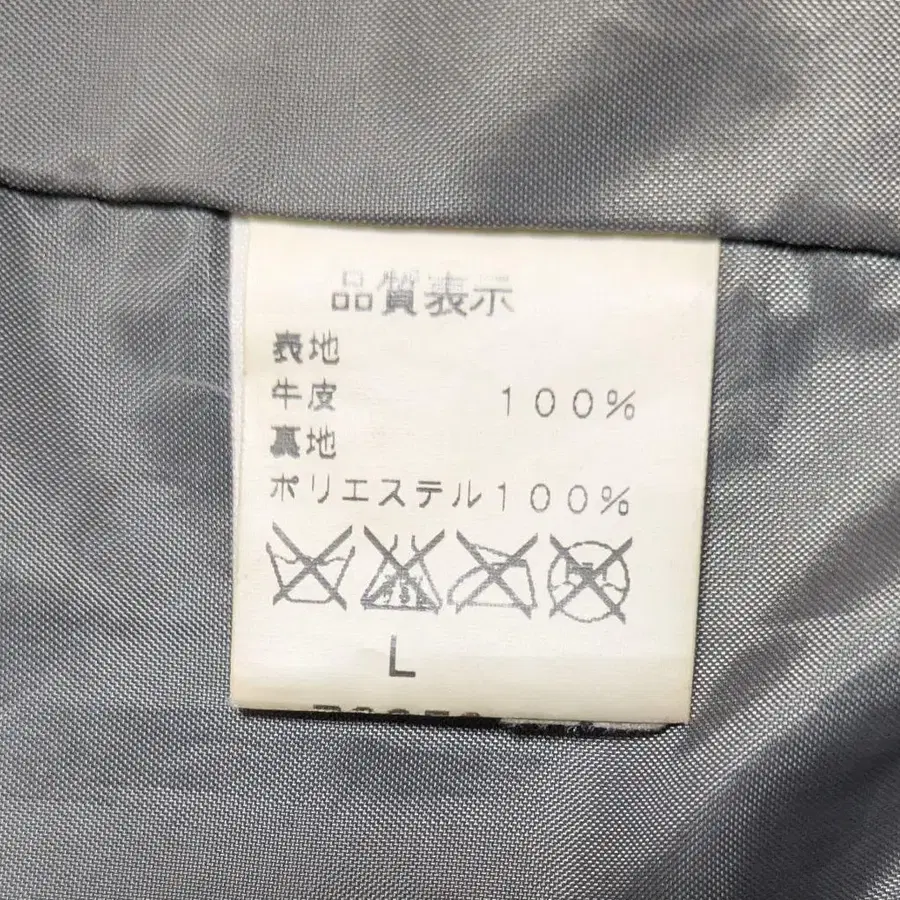 品質表示
表地
牛皮 100%
裏地
ポリエステル100%
L